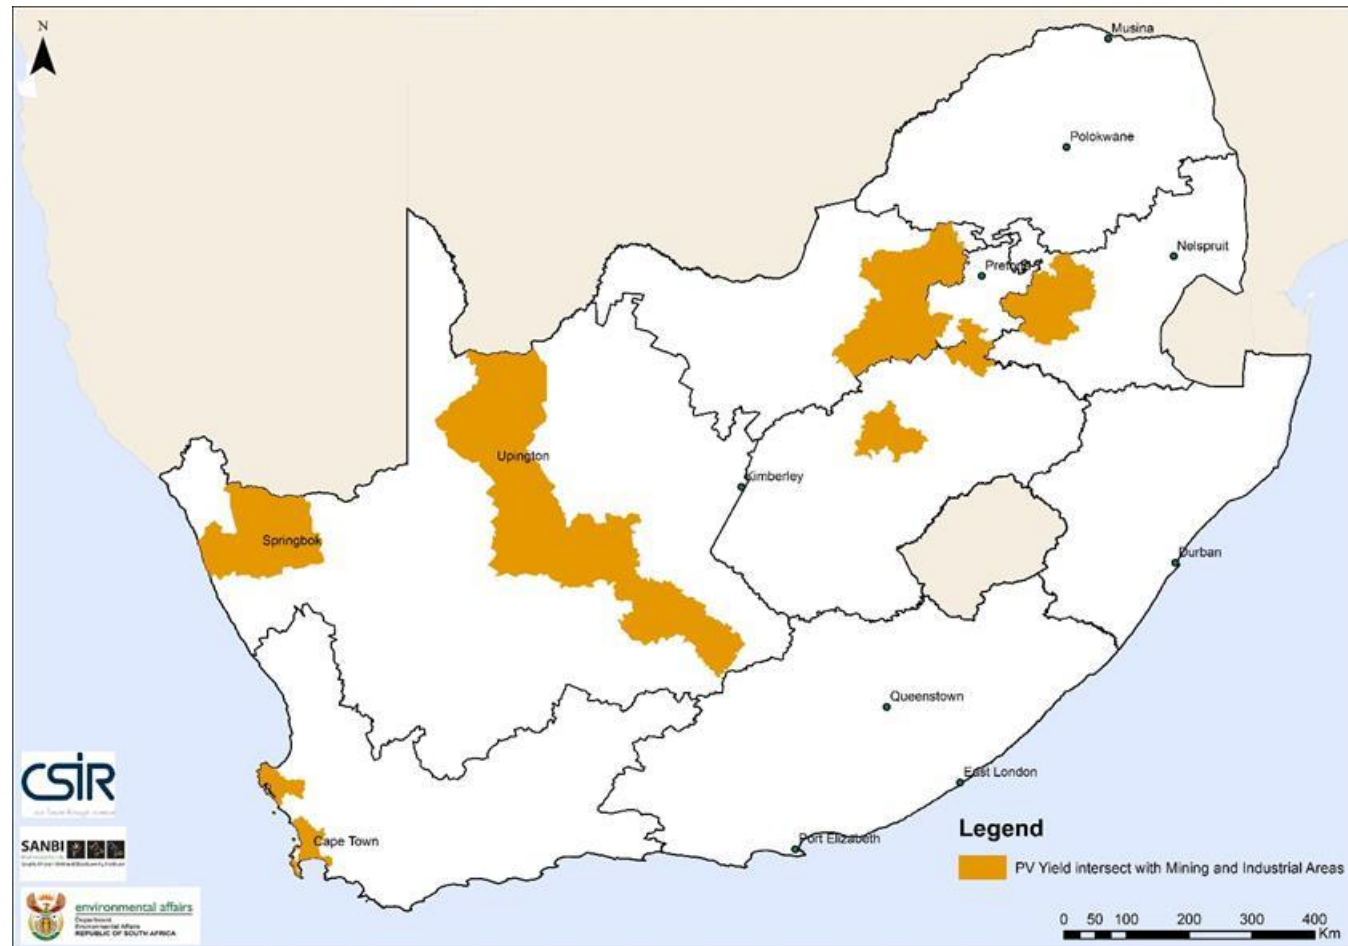 N
Musina
Polokwane
Nelspruit
Upington
Kimberley
Springbok
Durban
Queenstown
East London
Port Elizabeth
Cape Town
CSIR
SANBI
environmental affairs
Department
Environmental Affairs
REPUBLIC OF SOUTH AFRICA
Legend
PV Yield intersect with Mining and Industrial Areas
0 50 100 200 300 400
Km